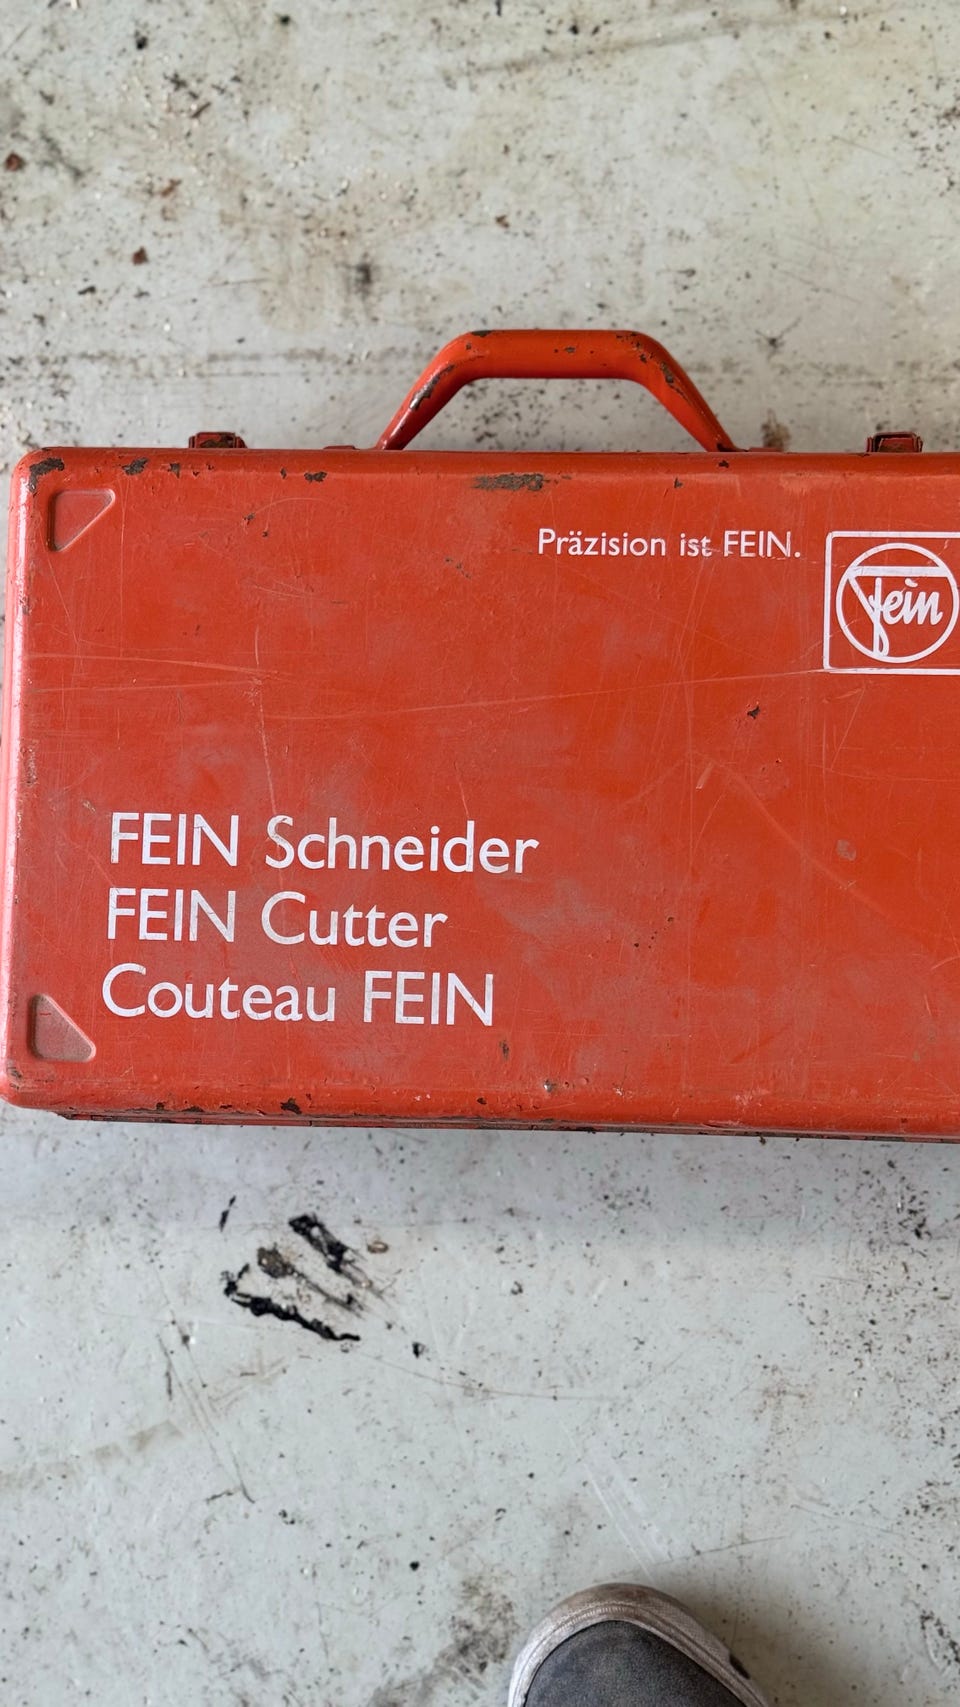 Präzision ist FEIN.
Fein
FEIN Schneider
FEIN Cutter
Couteau FEIN